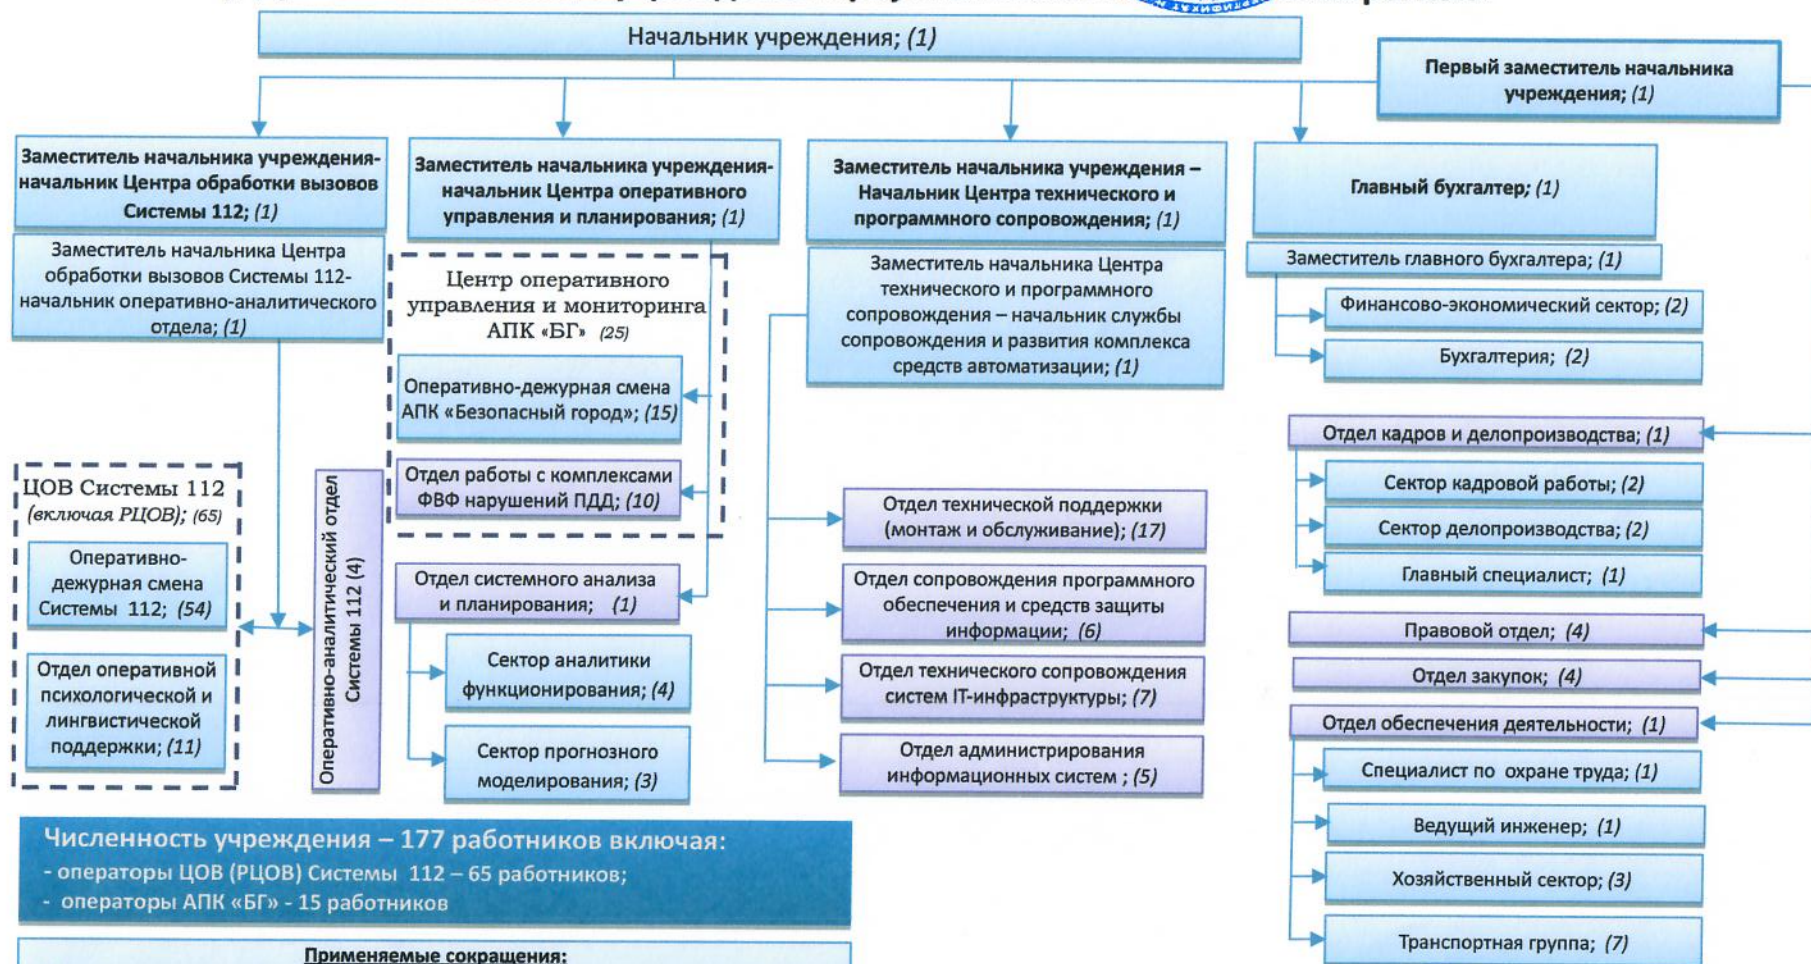 Начальник учреждения; (1)
Первый заместитель начальника
учреждения; (1)
Заместитель начальника учреждения-
начальник Центра обработки вызовов
Системы 112; (1)
Заместитель начальника Центра
обработки вызовов Системы 112-
начальник оперативно-аналитического
отдела; (1)
ЦОВ Системы 112
(включая РЦОВ); (65)
Оперативно-
дежурная смена
Системы 112; (54)
Отдел оперативной
психологической и
лингвистической
поддержки; (11)
Оперативно-аналитический отдел
Системы 112 (4)
Заместитель начальника учреждения-
начальник Центра оперативного
управления и планирования; (1)
Центр оперативного
управления и мониторинга
АПК «БГ» (25)
Оперативно-дежурная смена
АПК «Безопасный город»; (15)
Отдел работы с комплексами
ФВФ нарушений ПДД; (10)
Отдел системного анализа
и планирования; (1)
Сектор аналитики
функционирования; (4)
Сектор прогнозного
моделирования; (3)
Заместитель начальника учреждения –
Начальник Центра технического и
программного сопровождения; (1)
Заместитель начальника Центра
технического и программного
сопровождения – начальник службы
сопровождения и развития комплекса
средств автоматизации; (1)
Отдел технической поддержки
(монтаж и обслуживание); (17)
Отдел сопровождения программного
обеспечения и средств защиты
информации; (6)
Отдел технического сопровождения
систем IT-инфраструктуры; (7)
Отдел администрирования
информационных систем ; (5)
Главный бухгалтер; (1)
Заместитель главного бухгалтера; (1)
Финансово-экономический сектор; (2)
Бухгалтерия; (2)
Отдел кадров и делопроизводства; (1)
Сектор кадровой работы; (2)
Сектор делопроизводства; (2)
Главный специалист; (1)
Правовой отдел; (4)
Отдел закупок; (4)
Отдел обеспечения деятельности; (1)
Специалист по охране труда; (1)
Ведущий инженер; (1)
Хозяйственный сектор; (3)
Транспортная группа; (7)
Численность учреждения – 177 работников включая:
- операторы ЦОВ (РЦОВ) Системы 112 – 65 работников;
- операторы АПК «БГ» - 15 работников
Применяемые сокращения: